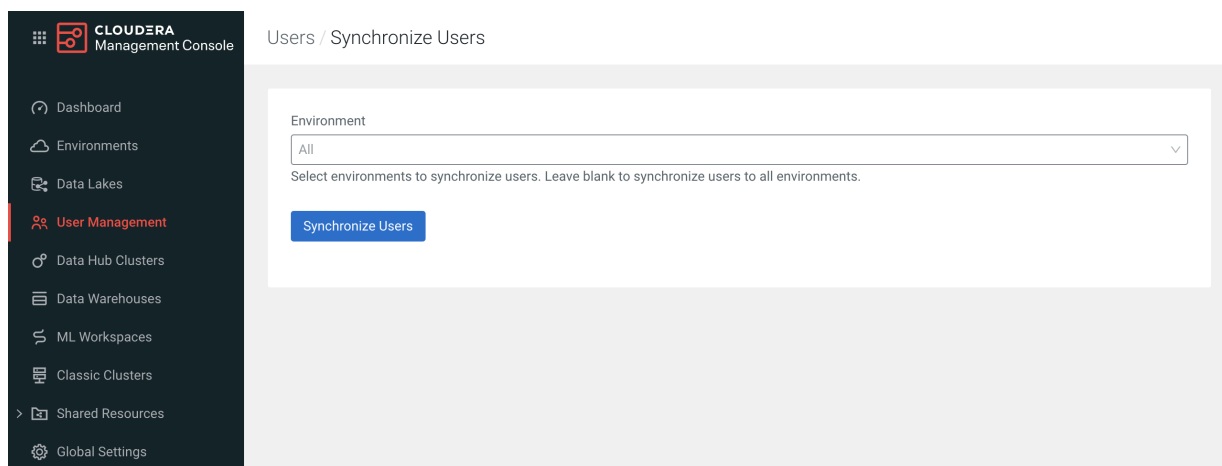 CLOUDERA
Management Console
Users / Synchronize Users
Dashboard
Environments
Data Lakes
User Management
Data Hub Clusters
Data Warehouses
ML Workspaces
Classic Clusters
Shared Resources
Global Settings
Environment
All
Select environments to synchronize users. Leave blank to synchronize users to all environments.
Synchronize Users